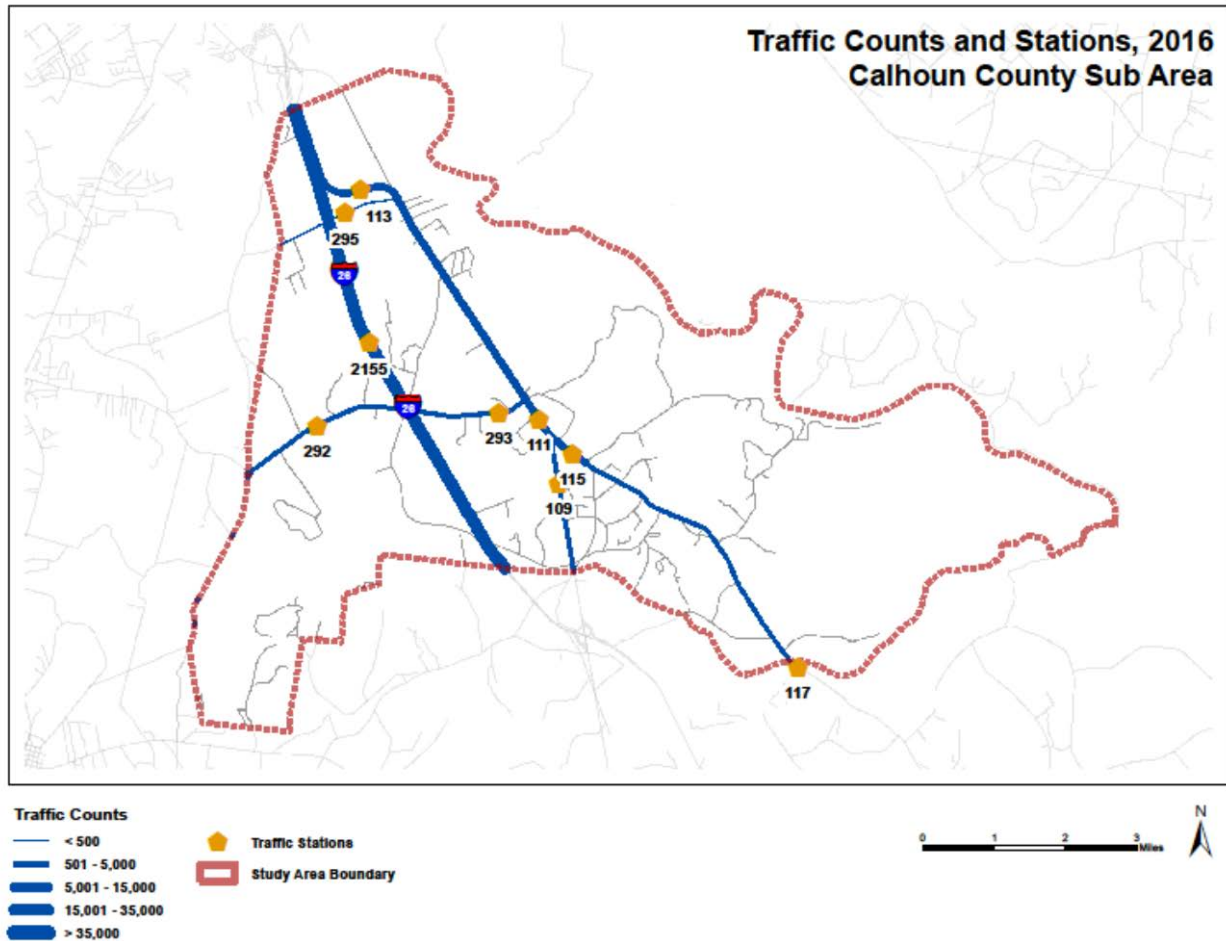 Traffic Counts and Stations, 2016
Calhoun County Sub Area
113
295
26
2155
26
293
111
292
115
109
117
Traffic Counts
< 500
501 - 5,000
5,001 - 15,000
15,001 - 35,000
> 35,000
Traffic Stations
Study Area Boundary
0 1 2 3
Miles
N